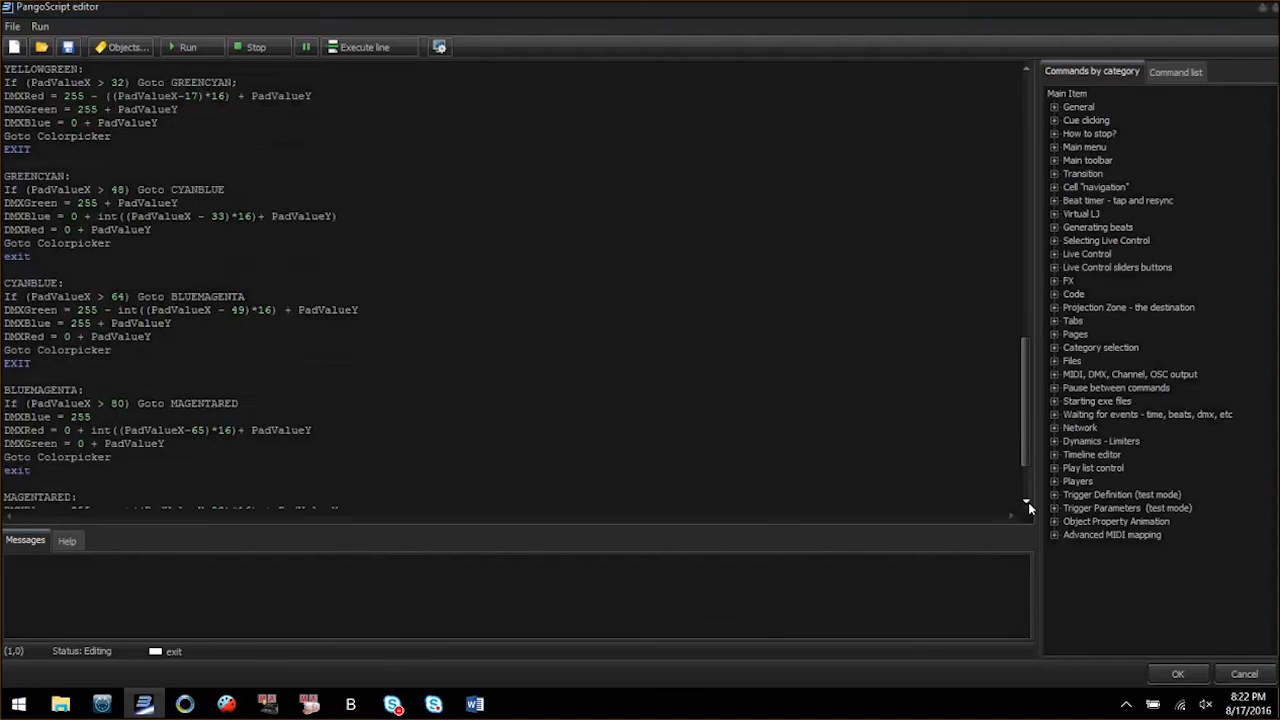 PangoScript editor
File Run
Objects... Run Stop Execute line
YELLOWGREEN:
If (PadValueX > 32) Goto GREENCYAN;
DMXRed = 255 - ((PadValueX-17)*16) + PadValueY
DMXGreen = 255 + PadValueY
DMXBlue = 0 + PadValueY
Goto Colorpicker
EXIT
GREENCYAN:
If (PadValueX > 48) Goto CYANBLUE
DMXGreen = 255 + PadValueY
DMXBlue = 0 + int((PadValueX - 33)*16)+ PadValueY)
DMXRed = 0 + PadValueY
Goto Colorpicker
exit
CYANBLUE:
If (PadValueX > 64) Goto BLUEMAGENTA
DMXGreen = 255 - int((PadValueX - 49)*16) + PadValueY
DMXBlue = 255 + PadValueY
DMXRed = 0 + PadValueY
Goto Colorpicker
EXIT
BLUEMAGENTA:
If (PadValueX > 80) Goto MAGENTARED
DMXBlue = 255
DMXRed = 0 + int((PadValueX-65)*16)+ PadValueY
DMXGreen = 0 + PadValueY
Goto Colorpicker
exit
MAGENTARED:
Commands by category Command list
Main Item
General
Cue clicking
How to stop?
Main menu
Main toolbar
Transition
Cell "navigation"
Beat timer - tap and resync
Virtual LJ
Generating beats
Selecting Live Control
Live Control
Live Control sliders buttons
FX
Code
Projection Zone - the destination
Tabs
Pages
Category selection
Files
MIDI, DMX, Channel, OSC output
Pause between commands
Starting exe files
Waiting for events - time, beats, dmx, etc
Network
Dynamics - Limiters
Timeline editor
Play list control
Players
Trigger Definition (test mode)
Trigger Parameters (test mode)
Object Property Animation
Advanced MIDI mapping
Messages Help
(1,0) Status: Editing exit
OK Cancel
B
8:22 PM
8/17/2016